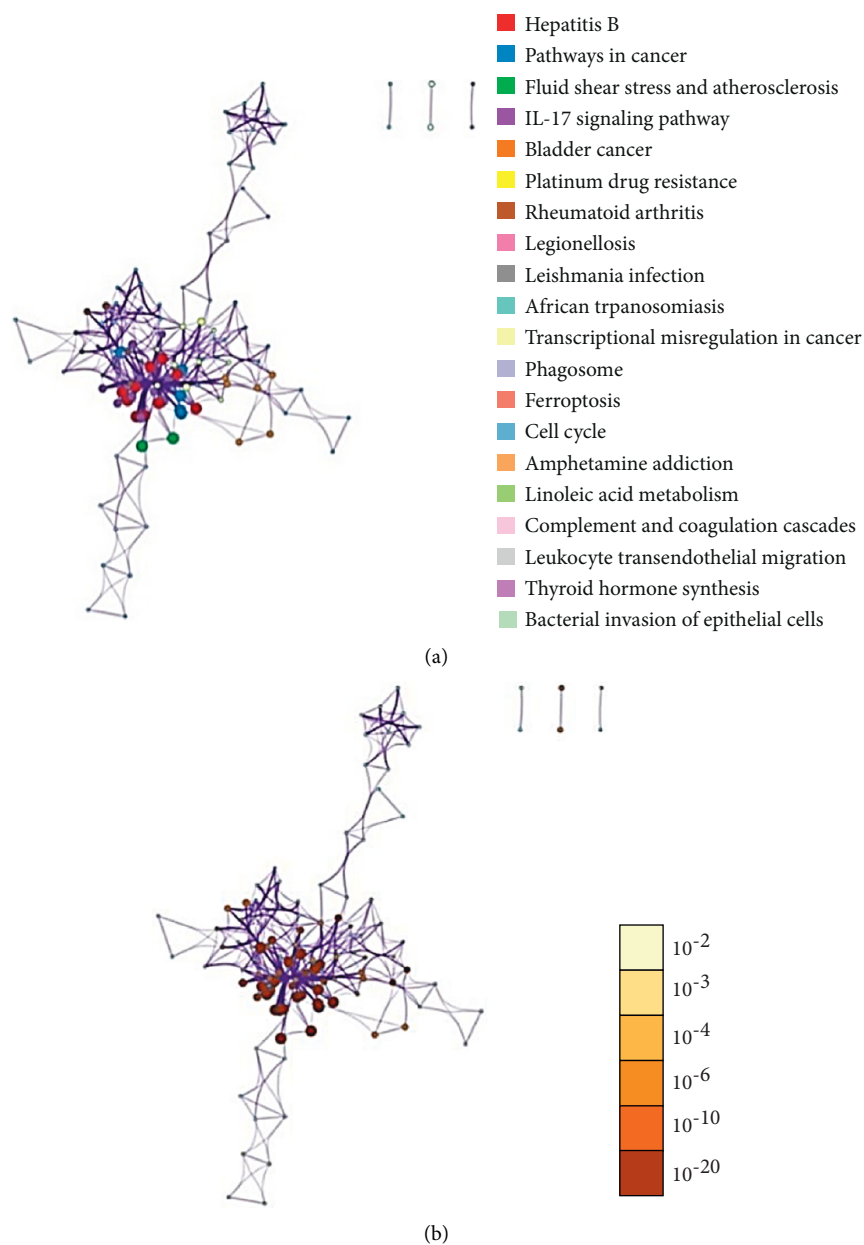 Hepatitis B
Pathways in cancer
Fluid shear stress and atherosclerosis
IL-17 signaling pathway
Bladder cancer
Platinum drug resistance
Rheumatoid arthritis
Legionellosis
Leishmania infection
African trpanosomiasis
Transcriptional misregulation in cancer
Phagosome
Ferroptosis
Cell cycle
Amphetamine addiction
Linoleic acid metabolism
Complement and coagulation cascades
Leukocyte transendothelial migration
Thyroid hormone synthesis
Bacterial invasion of epithelial cells
(a)
10⁻²
10⁻³
10⁻⁴
10⁻⁶
10⁻¹⁰
10⁻²⁰
(b)